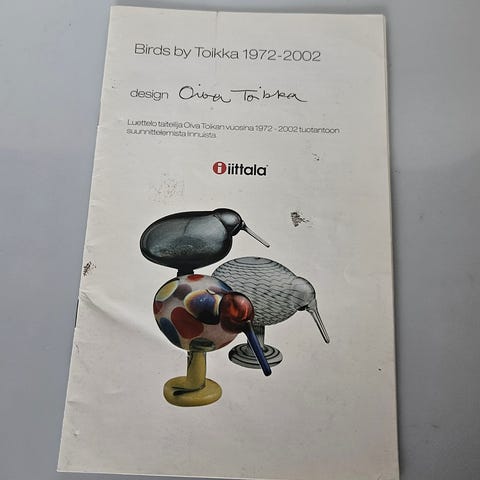 Birds by Toikka 1972-2002
design Oiva Toikka
Luettelo taiteilija Oiva Toikan vuosina 1972 - 2002 tuotantoon
suunnittelemista linnuista
i iittala